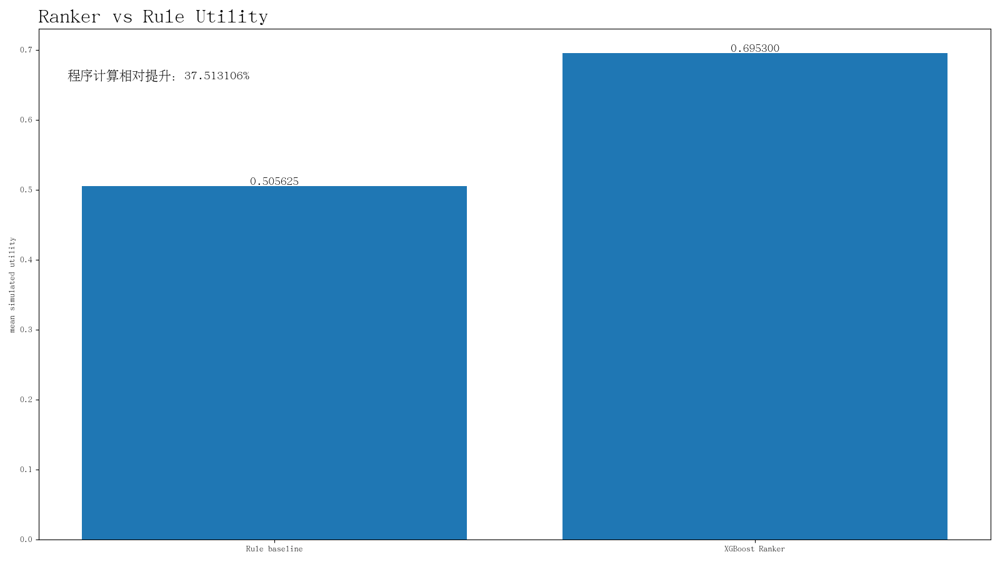 Ranker vs Rule Utility
0.7
0.695300
程序计算相对提升: 37.513106%
0.6
0.505625
0.5
0.4
mean simulated utility
0.3
0.2
0.1
0.0
Rule baseline
XGBoost Ranker